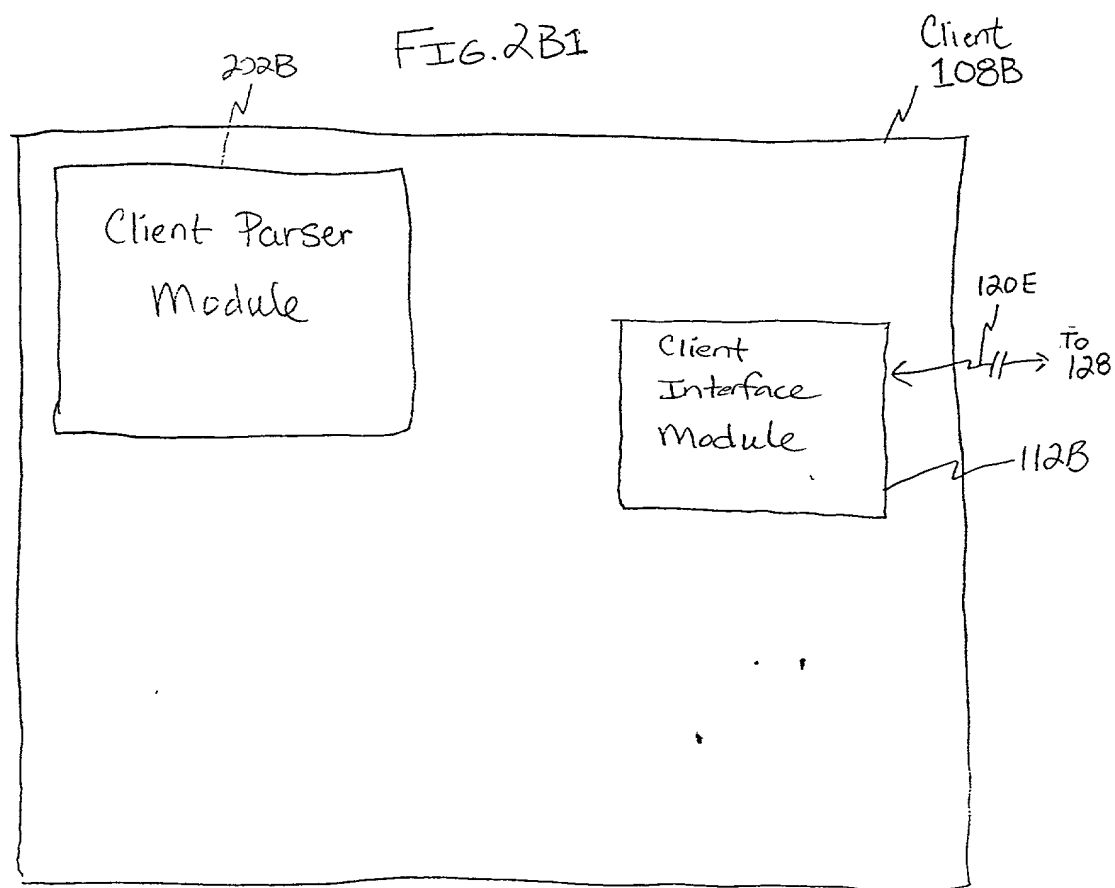 FIG. 2B1
202B
Client
108B
Client Parser
Module
Client
Interface
Module
120E
To
128
112B